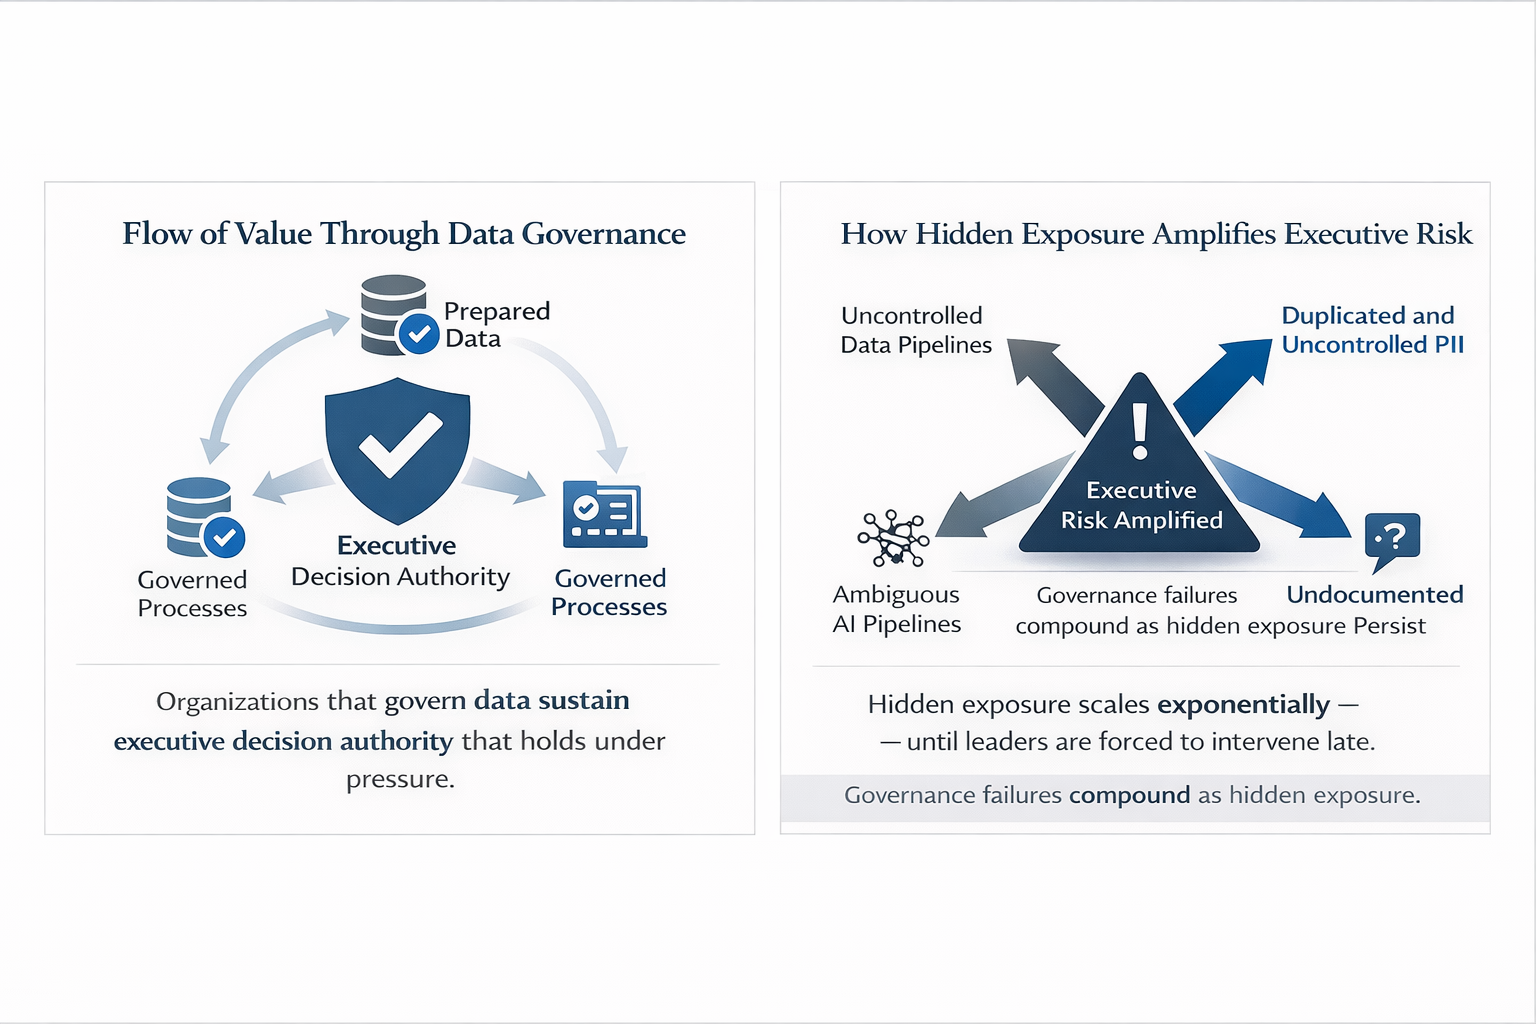 Flow of Value Through Data Governance
Prepared
Data
Executive
Decision Authority
Governed
Processes
Governed
Processes
Organizations that govern data sustain
executive decision authority that holds under
pressure.
How Hidden Exposure Amplifies Executive Risk
Uncontrolled
Data Pipelines
Duplicated and
Uncontrolled PII
!
Executive
Risk Amplified
?
Ambiguous
AI Pipelines
Undocumented
Governance failures
compound as hidden exposure Persist
Hidden exposure scales exponentially —
— until leaders are forced to intervene late.
Governance failures compound as hidden exposure.